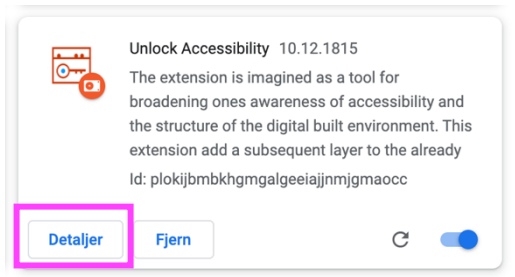 Unlock Accessibility 10.12.1815
The extension is imagined as a tool for
broadening ones awareness of accessibility and
the structure of the digital built environment. This
extension add a subsequent layer to the already
Id: plokijbmbkhgmgalgeeiajjnmjgmaocc
Detaljer Fjern